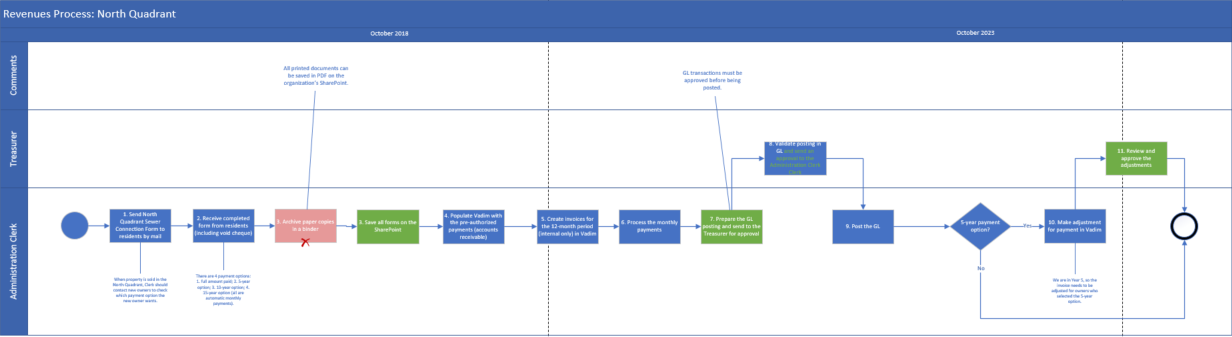 Revenues Process: North Quadrant
October 2018
October 2023
Comments
All printed documents can
be saved in PDF on the
organization's SharePoint.
GL transactions must be
approved before being
posted.
Treasurer
8. Validate posting in
GL and send for
approval to the
Administration Clerk
11. Review and
approve the
adjustments
Administration Clerk
1. Send North
Quadrant Sewer
Connection Form to
residents by mail
2. Receive completed
form from residents
(including void cheque)
3. Archive paper copies
in a binder
3. Save all forms on the
SharePoint
4. Populate Vadim with
the pre-authorized
payments (accounts
receivable)
5. Create invoices for
the 12-month period
(internal only) in Vadim
6. Process the monthly
payments
7. Prepare the GL
posting and send to the
Treasurer for approval
9. Post the GL
5-year payment
option?
Yes
No
10. Make adjustment
for payment in Vadim
When property is sold in the
North Quadrant, Clerk should
contact new owners to check
which payment option the
new owner wants.
There are 4 payment options:
1. full amount paid; 2. 5-year
option; 3. 10-year option; 4.
15-year option (all are
automatic monthly
payments).
We are in Year 5, so the
invoice needs to be
adjusted for owners who
selected the 5-year
option.